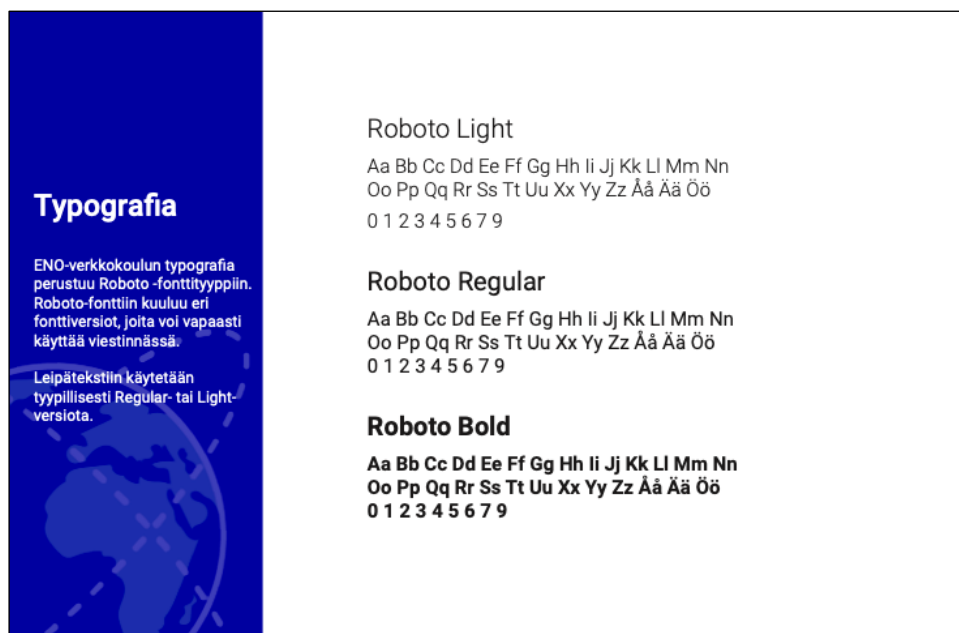 Typografia
ENO-verkkokoulun typografia
perustuu Roboto -fonttityyppiin.
Roboto-fonttiin kuuluu eri
fonttiversiot, joita voi vapaasti
käyttää viestinnässä.
Leipätekstiin käytetään
tyypillisesti Regular- tai Light-
versiota.
Roboto Light
Aa Bb Cc Dd Ee Ff Gg Hh Ii Jj Kk Ll Mm Nn
Oo Pp Qq Rr Ss Tt Uu Xx Yy Zz Åå Ää Öö
0 1 2 3 4 5 6 7 9
Roboto Regular
Aa Bb Cc Dd Ee Ff Gg Hh Ii Jj Kk Ll Mm Nn
Oo Pp Qq Rr Ss Tt Uu Xx Yy Zz Åå Ää Öö
0 1 2 3 4 5 6 7 9
Roboto Bold
Aa Bb Cc Dd Ee Ff Gg Hh Ii Jj Kk Ll Mm Nn
Oo Pp Qq Rr Ss Tt Uu Xx Yy Zz Åå Ää Öö
0 1 2 3 4 5 6 7 9